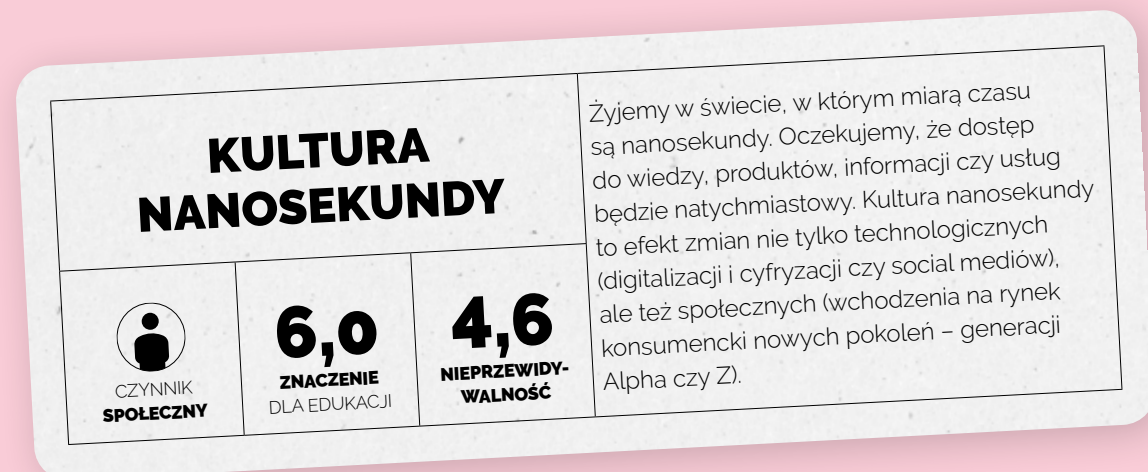 KULTURA
NANOSEKUNDY
CZYNNIK
SPOŁECZNY
6,0
ZNACZENIE
DLA EDUKACJI
4,6
NIEPRZEWIDY-
WALNOŚĆ
Żyjemy w świecie, w którym miarą czasu
są nanosekundy. Oczekujemy, że dostęp
do wiedzy, produktów, informacji czy usług
będzie natychmiastowy. Kultura nanosekundy
to efekt zmian nie tylko technologicznych
(digitalizacji i cyfryzacji czy social mediów),
ale też społecznych (wchodzenia na rynek
konsumencki nowych pokoleń – generacji
Alpha czy Z).